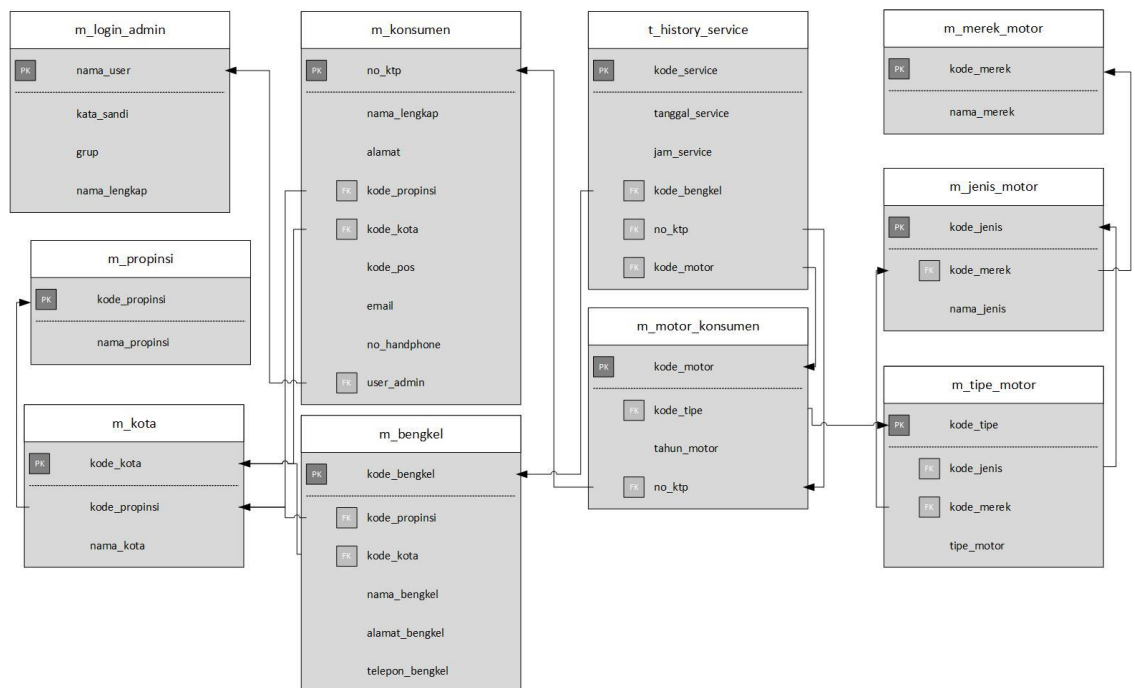 m_login_admin
PK nama_user
kata_sandi
grup
nama_lengkap
m_propinsi
PK kode_propinsi
nama_propinsi
m_kota
PK kode_kota
kode_propinsi
nama_kota
m_konsumen
PK no_ktp
nama_lengkap
alamat
FK kode_propinsi
FK kode_kota
kode_pos
email
no_handphone
FK user_admin
m_bengkel
PK kode_bengkel
FK kode_propinsi
FK kode_kota
nama_bengkel
alamat_bengkel
telepon_bengkel
t_history_service
PK kode_service
tanggal_service
jam_service
FK kode_bengkel
FK no_ktp
FK kode_motor
m_motor_konsumen
PK kode_motor
FK kode_tipe
tahun_motor
FK no_ktp
m_merek_motor
PK kode_merek
nama_merek
m_jenis_motor
PK kode_jenis
FK kode_merek
nama_jenis
m_tipe_motor
PK kode_tipe
FK kode_jenis
FK kode_merek
tipe_motor